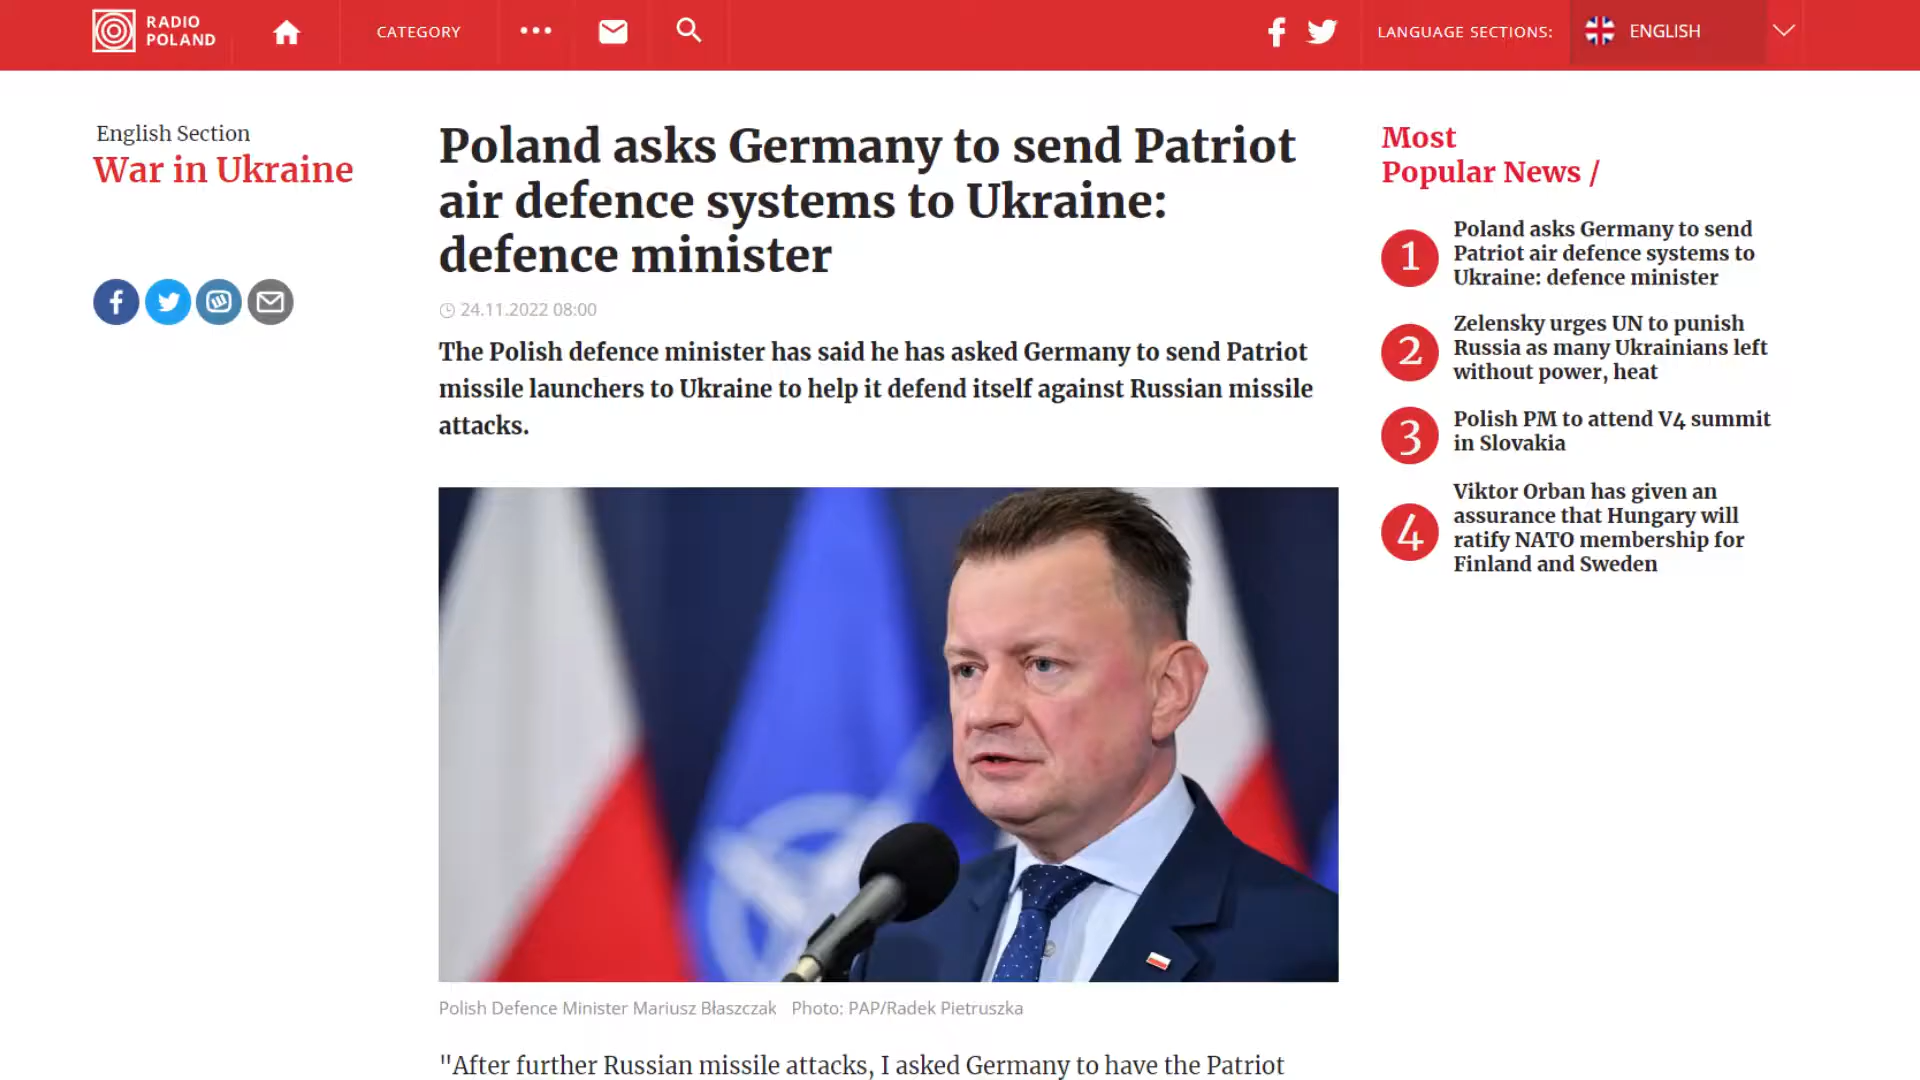 RADIO
POLAND
CATEGORY
LANGUAGE SECTIONS:
ENGLISH
English Section
War in Ukraine
Poland asks Germany to send Patriot
air defence systems to Ukraine:
defence minister
24.11.2022 08:00
The Polish defence minister has said he has asked Germany to send Patriot
missile launchers to Ukraine to help it defend itself against Russian missile
attacks.
Polish Defence Minister Mariusz Błaszczak Photo: PAP/Radek Pietruszka
"After further Russian missile attacks, I asked Germany to have the Patriot
Most
Popular News /
1
Poland asks Germany to send
Patriot air defence systems to
Ukraine: defence minister
2
Zelensky urges UN to punish
Russia as many Ukrainians left
without power, heat
3
Polish PM to attend V4 summit
in Slovakia
4
Viktor Orban has given an
assurance that Hungary will
ratify NATO membership for
Finland and Sweden